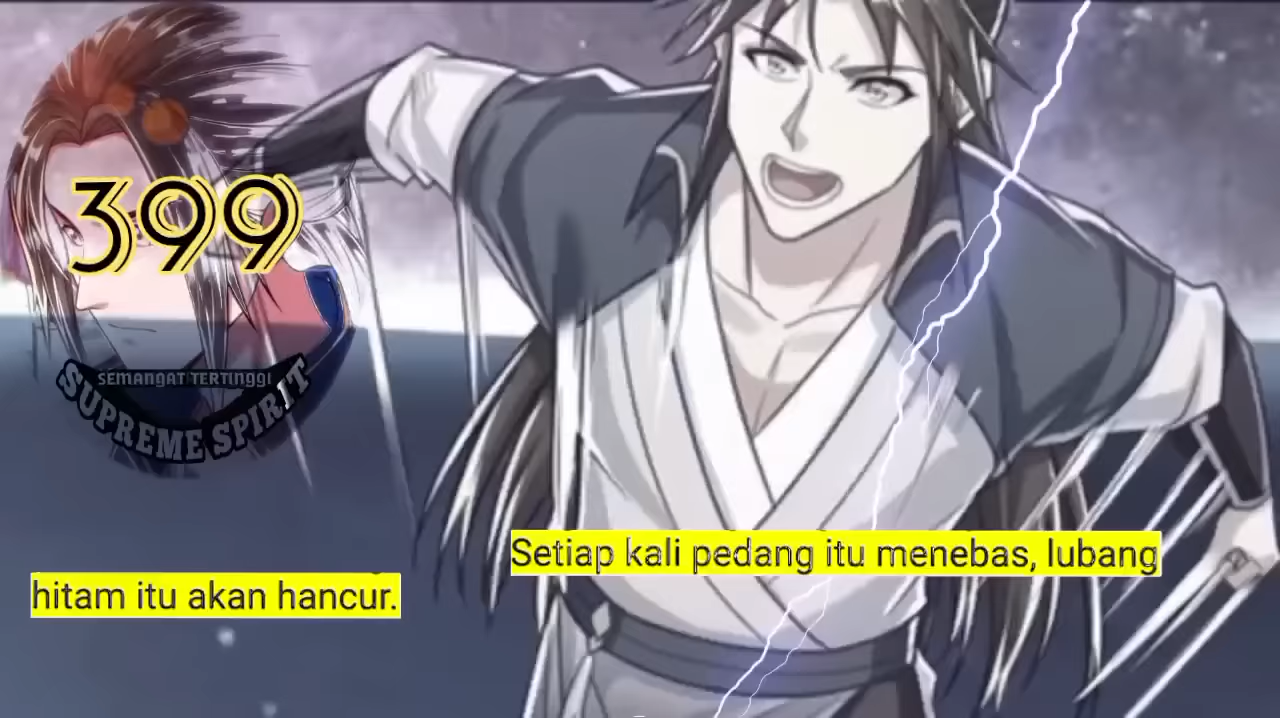 399
SEMANGAT TERTINGGI
SUPREME SPIRIT
Setiap kali pedang itu menebas, lubang
hitam itu akan hancur.